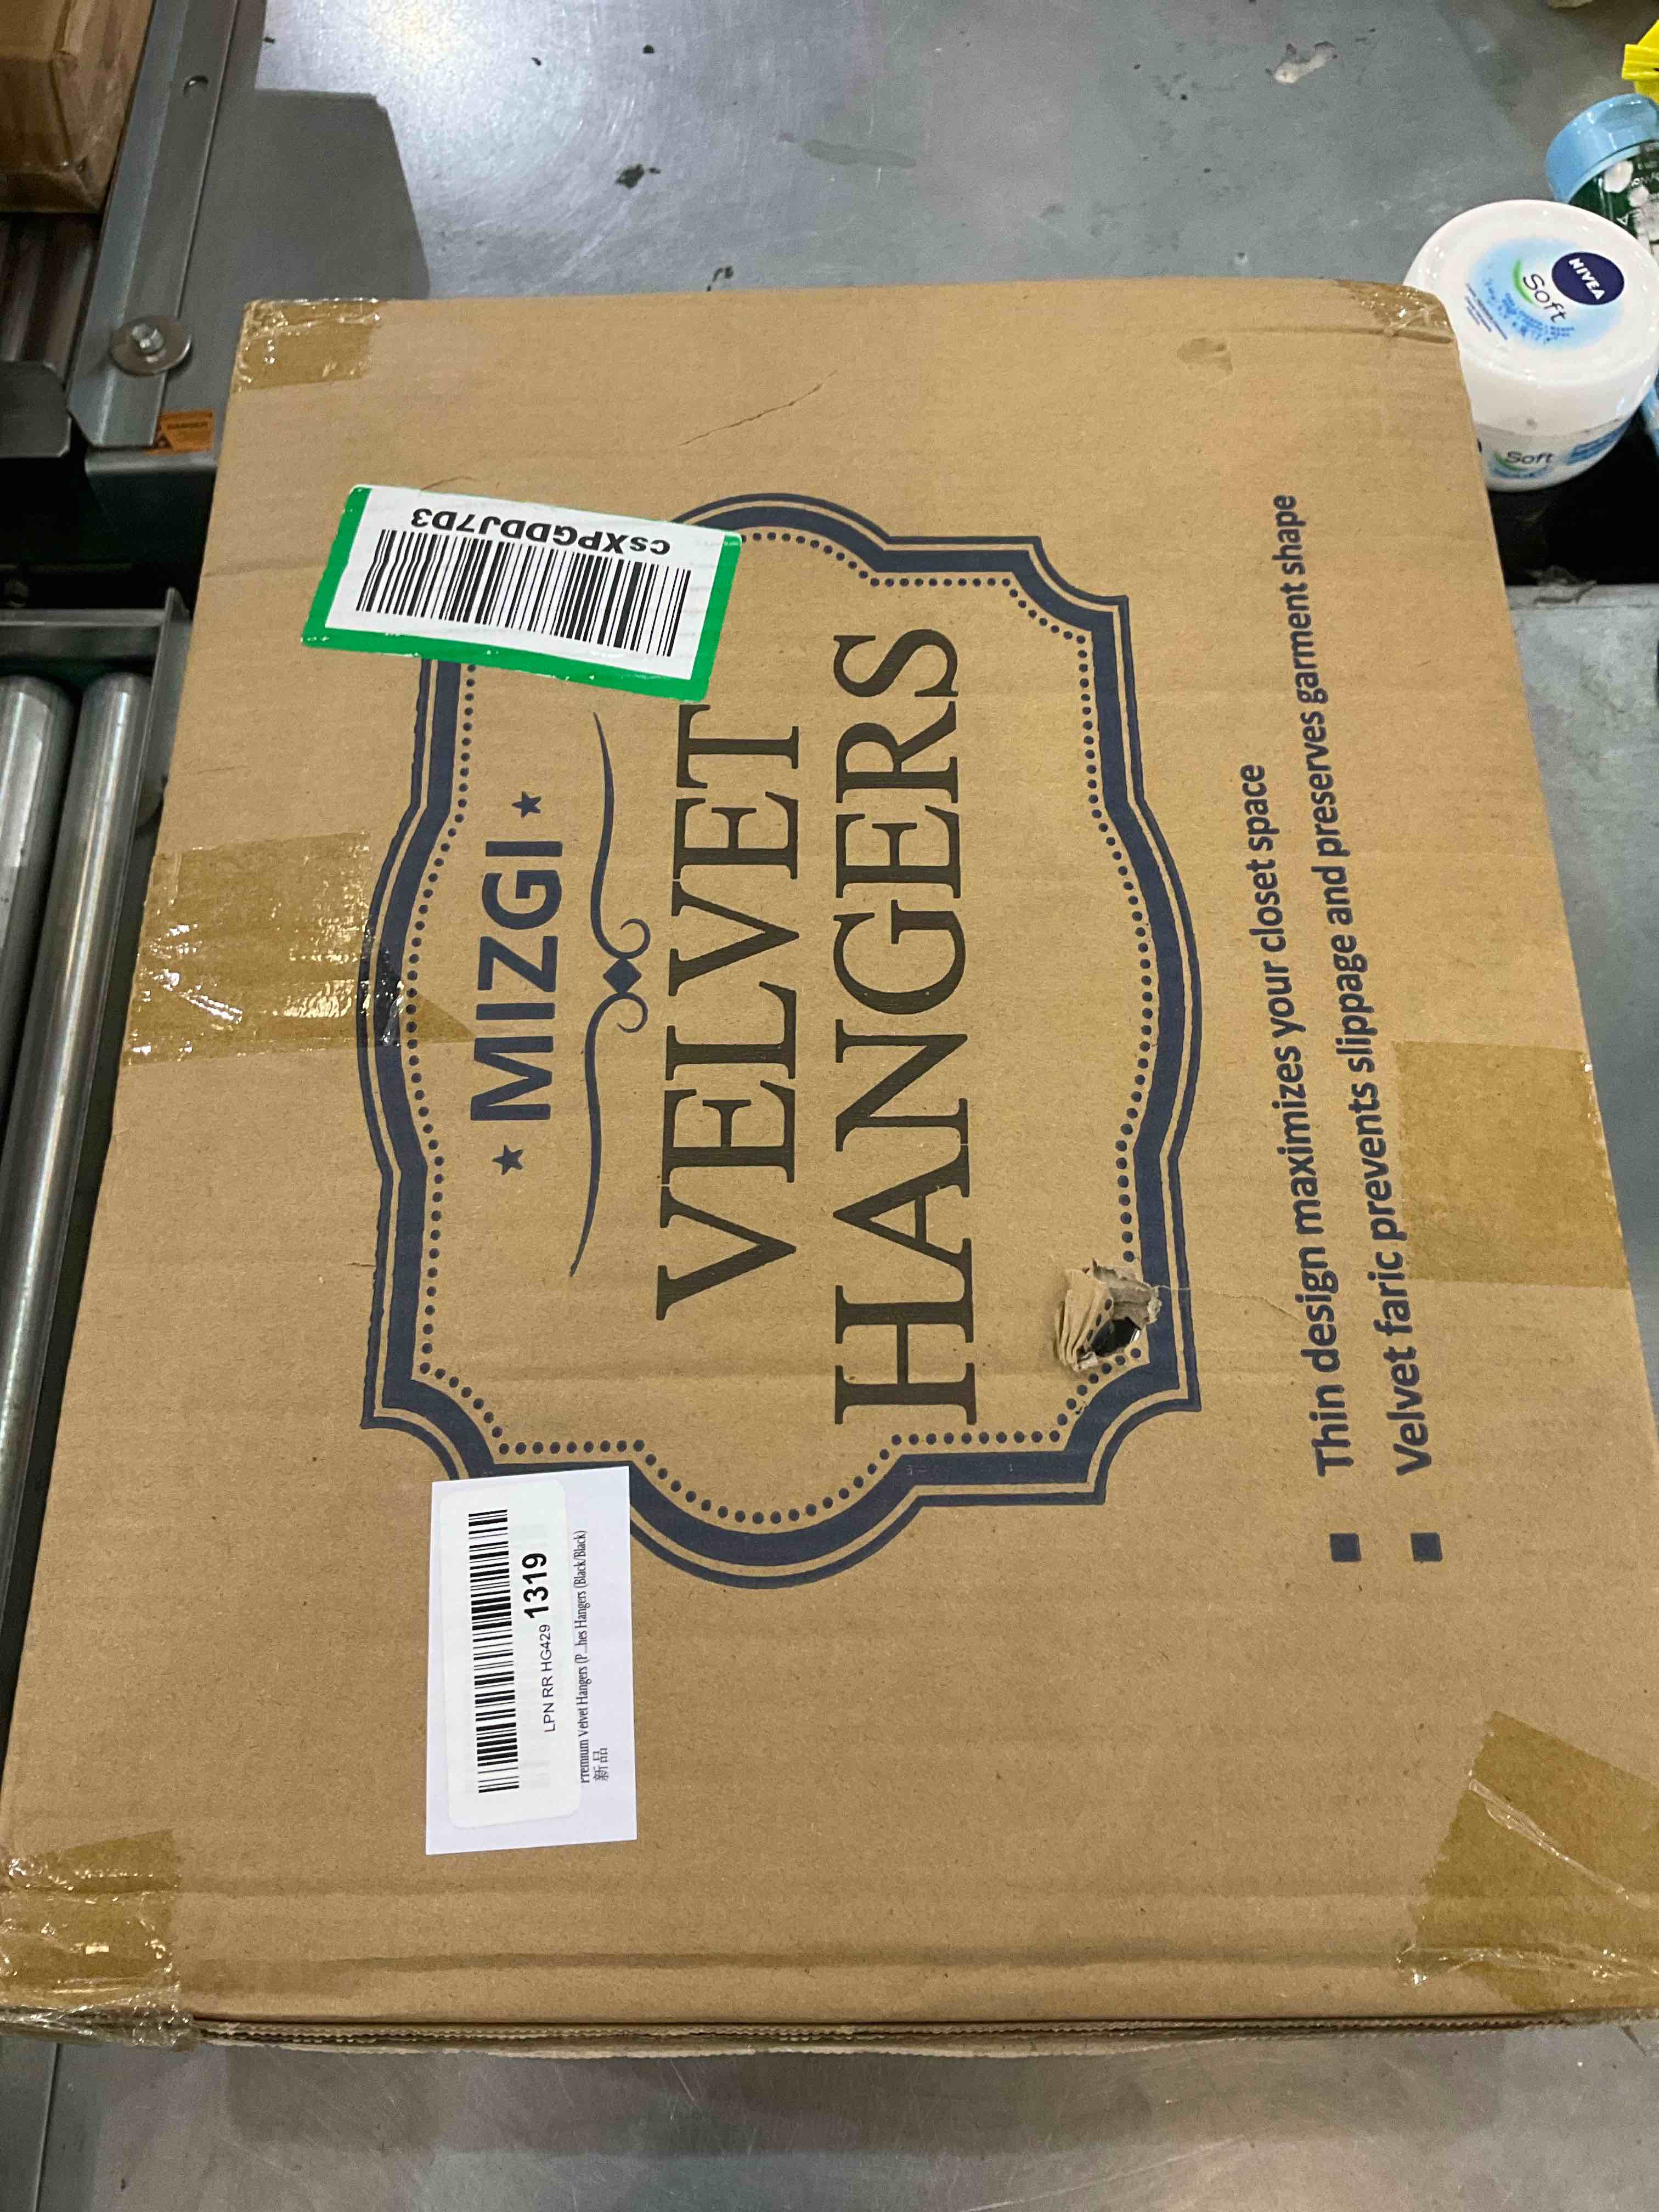 ★ MIZGI ★
VELVET
HANGERS
■ Thin design maximizes your closet space
■ Velvet faric prevents slippage and preserves garment shape
csXPGDDJ7D3
LPN RR HG429 1319
Premium Velvet Hangers (P...hes Hangers (Black/Black)
新品
NIVEA
Soft
Soft
DANGER